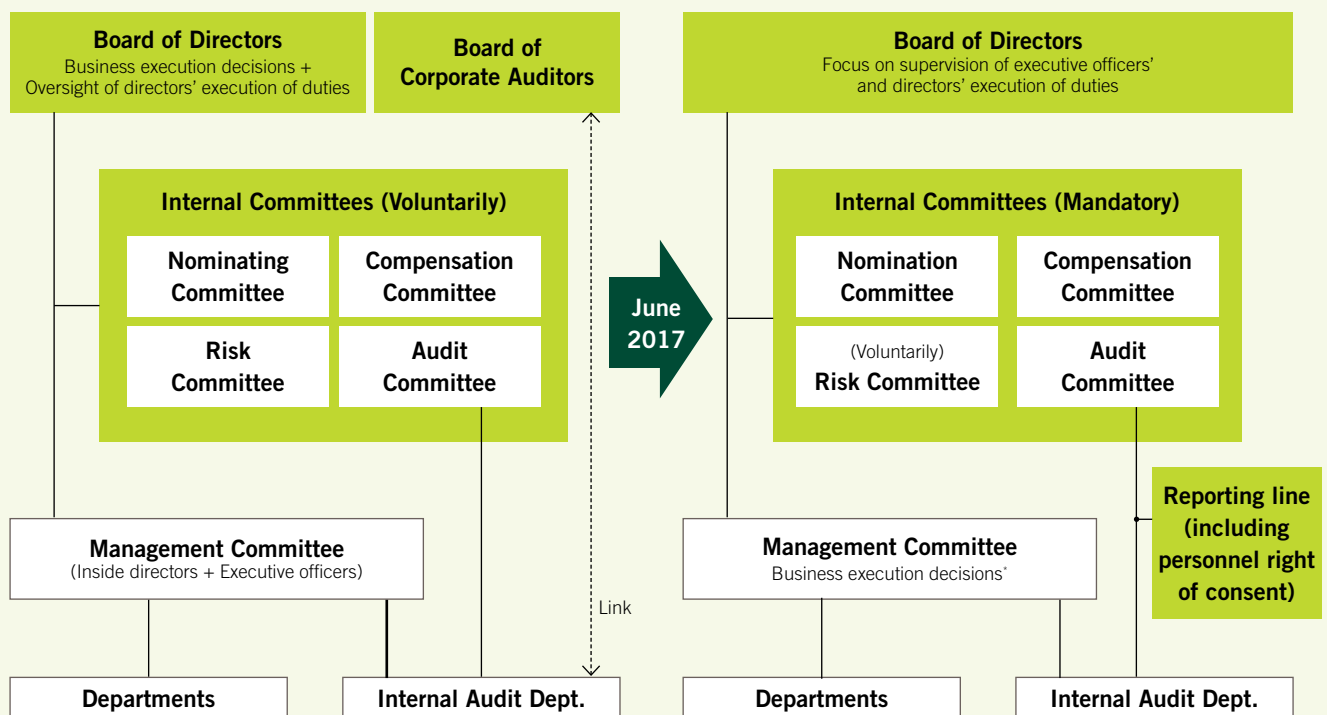 Board of Directors
Business execution decisions +
Oversight of directors’ execution of duties
Board of
Corporate Auditors
Internal Committees (Voluntarily)
Nominating
Committee
Compensation
Committee
Risk
Committee
Audit
Committee
Management Committee
(Inside directors + Executive officers)
Link
Departments
Internal Audit Dept.
June
2017
Board of Directors
Focus on supervision of executive officers’
and directors’ execution of duties
Internal Committees (Mandatory)
Nomination
Committee
Compensation
Committee
(Voluntarily)
Risk Committee
Audit
Committee
Reporting line
(including
personnel right
of consent)
Management Committee
Business execution decisions*
Departments
Internal Audit Dept.